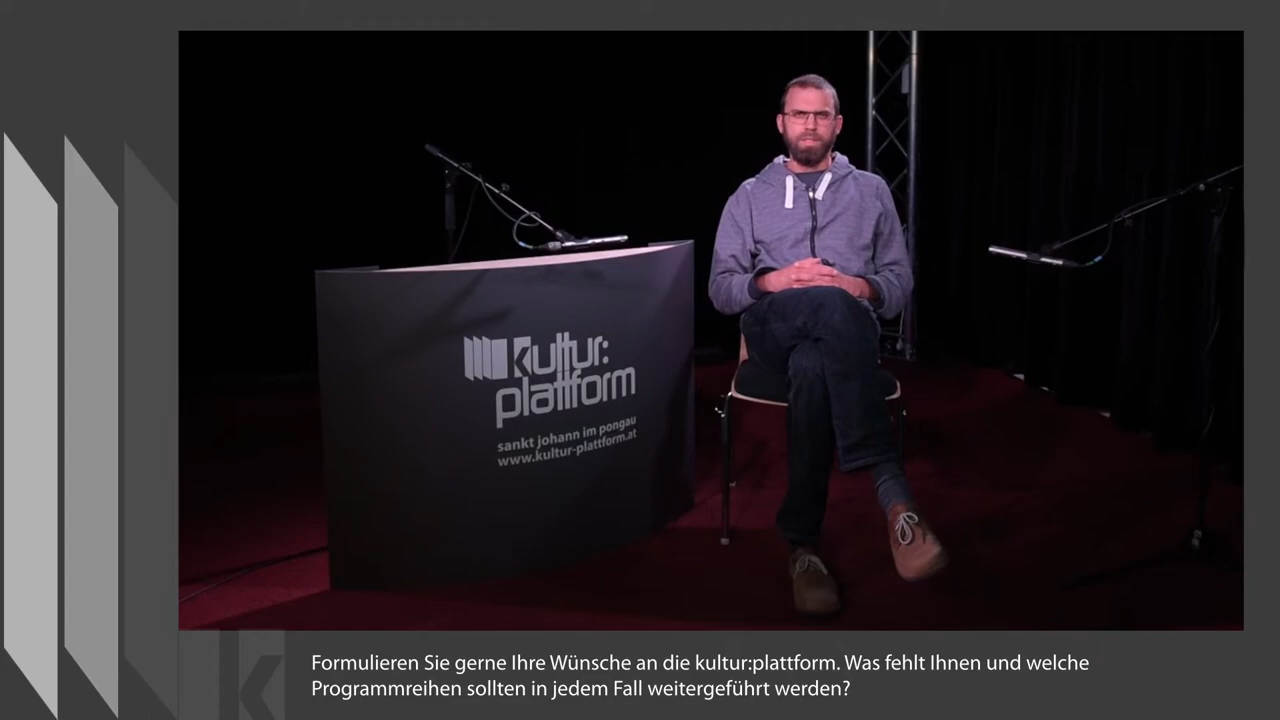 kultur:
plattform
sankt johann im pongau
www.kultur-plattform.at
Formulieren Sie gerne Ihre Wünsche an die kultur:plattform. Was fehlt Ihnen und welche
Programmreihen sollten in jedem Fall weitergeführt werden?